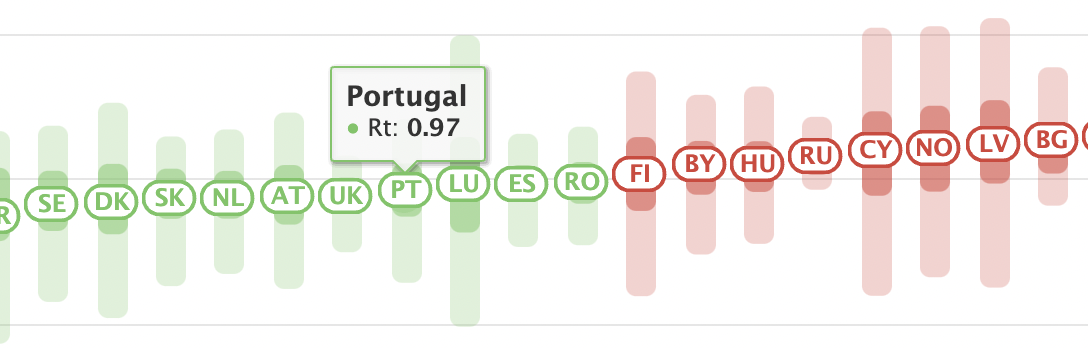 Portugal
● Rt: 0.97
R
SE
DK
SK
NL
AT
UK
PT
LU
ES
RO
FI
BY
HU
RU
CY
NO
LV
BG